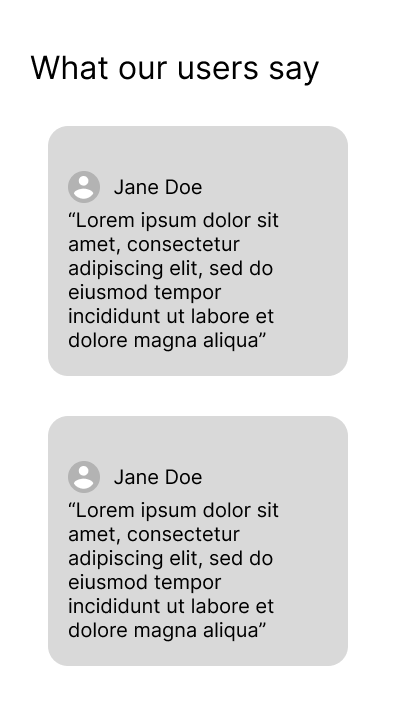 What our users say
Jane Doe
“Lorem ipsum dolor sit
amet, consectetur
adipiscing elit, sed do
eiusmod tempor
incididunt ut labore et
dolore magna aliqua”
Jane Doe
“Lorem ipsum dolor sit
amet, consectetur
adipiscing elit, sed do
eiusmod tempor
incididunt ut labore et
dolore magna aliqua”